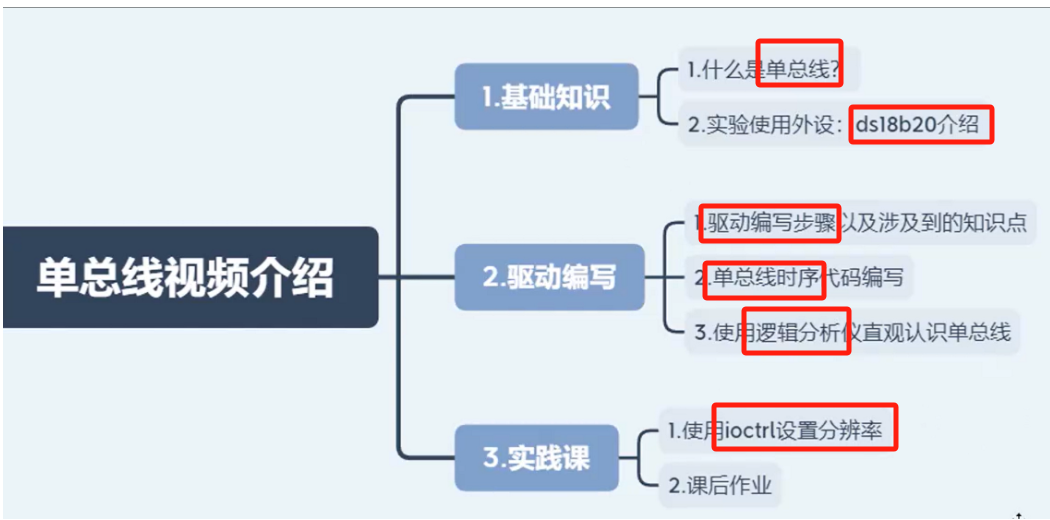 单总线视频介绍
1.基础知识
1.什么是单总线?
2.实验使用外设：ds18b20介绍
2.驱动编写
1.驱动编写步骤以及涉及到的知识点
2.单总线时序代码编写
3.使用逻辑分析仪直观认识单总线
3.实践课
1.使用ioctrl设置分辨率
2.课后作业